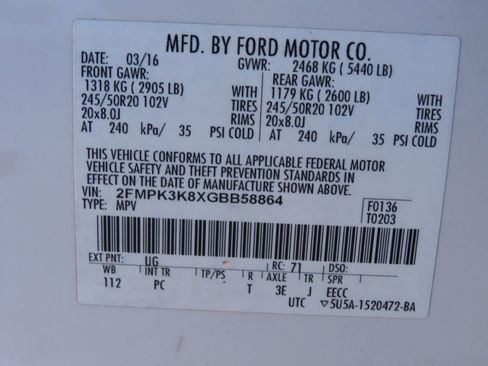 MFD. BY FORD MOTOR CO.
DATE: 03/16 GVWR: 2468 KG ( 5440 LB)
FRONT GAWR: REAR GAWR:
1318 KG ( 2905 LB) WITH 1179 KG ( 2600 LB) WITH
245/50R20 102V TIRES 245/50R20 102V TIRES
20x8.0J RIMS 20x8.0J RIMS
AT 240 kPa/ 35 PSI COLD AT 240 kPa/ 35 PSI COLD
THIS VEHICLE CONFORMS TO ALL APPLICABLE FEDERAL MOTOR
VEHICLE SAFETY AND THEFT PREVENTION STANDARDS IN
EFFECT ON THE DATE OF MANUFACTURE SHOWN ABOVE.
VIN: 2FMPK3K8XGBB58864 F0136
TYPE: MPV T0203
EXT PNT: UG RC: 71 DSO:
WB INT TR TP/PS R AXLE TR SPR
112 PC T 3E J EECC
UTC ▽5U5A-1520472-BA